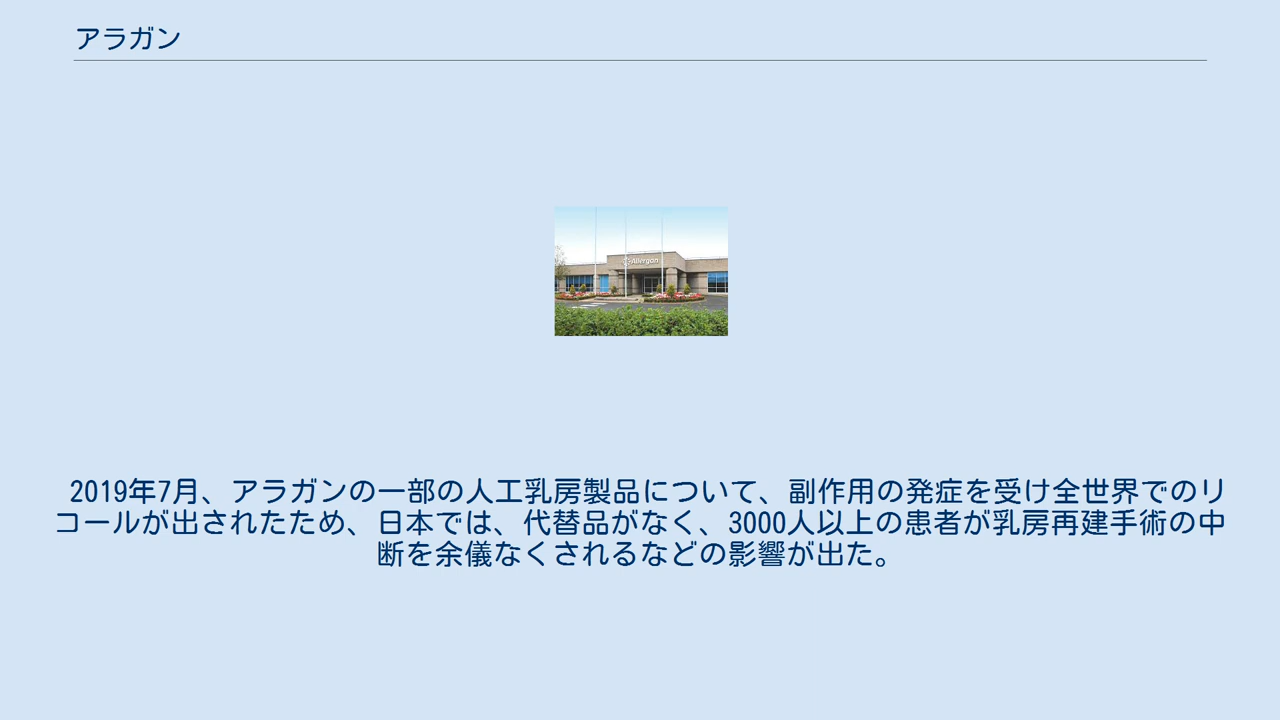 アラガン
Allergan
2019年7月、アラガンの一部の人工乳房製品について、副作用の発症を受け全世界でのリ
コールが出されたため、日本では、代替品がなく、3000人以上の患者が乳房再建手術の中
断を余儀なくされるなどの影響が出た。